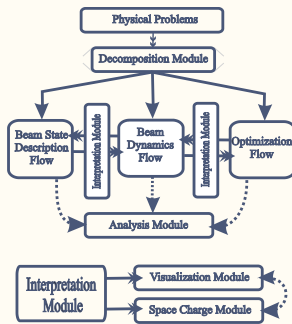 Physical Problems
Decomposition Module
Beam State
Description
Flow
Interpretation Module
Beam
Dynamics
Flow
Interpretation Module
Optimization
Flow
Analysis Module
Interpretation
Module
Visualization Module
Space Charge Module